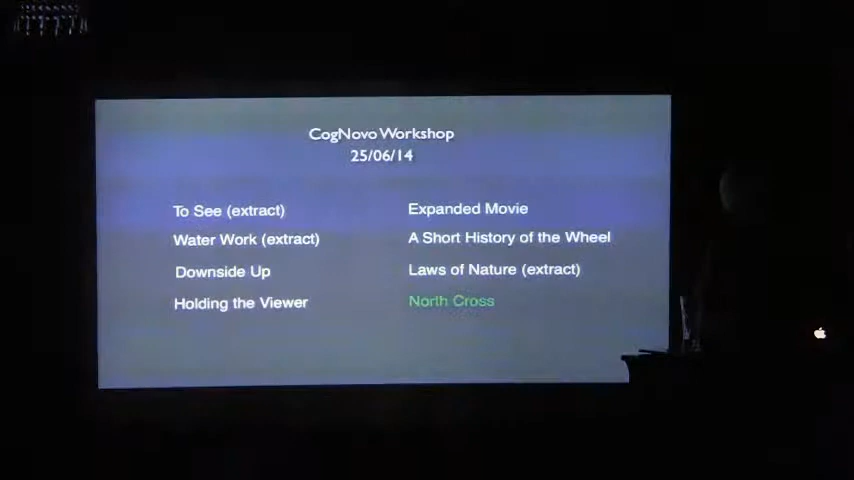 CogNovo Workshop
25/06/14
To See (extract)
Water Work (extract)
Downside Up
Holding the Viewer
Expanded Movie
A Short History of the Wheel
Laws of Nature (extract)
North Cross